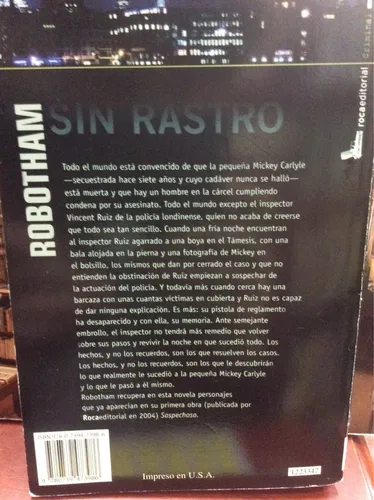 rocaeditorial
criminal
ROBOTHAM
SIN RASTRO
Todo el mundo está convencido de que la pequeña Mickey Carlyle
—secuestrada hace siete años y cuyo cadáver nunca se halló—
está muerta y que hay un hombre en la cárcel cumpliendo
condena por su asesinato. Todo el mundo excepto el inspector
Vincent Ruiz de la policía londinense, quien no acaba de creerse
que todo sea tan sencillo. Cuando una fría noche encuentran
al inspector Ruiz agarrado a una boya en el Támesis, con una
bala alojada en la pierna y una fotografía de Mickey en
el bolsillo, los mismos que dan por cerrado el caso y que no
entienden la obstinación de Ruiz empiezan a sospechar de
la actuación del policía. Y todavía más cuando cerca hay una
barcaza con unas cuantas víctimas en cubierta y Ruiz no es capaz
de dar ninguna explicación. Es más: su pistola de reglamento
ha desaparecido y con ella, su memoria. Ante semejante
embrollo, el inspector no tendrá más remedio que volver
sobre sus pasos y revivir la noche en que sucedió todo. Los
hechos, y no los recuerdos, son los que resuelven los casos.
Los hechos, y no los recuerdos, son los que le descubrirán
lo que realmente le sucedió a la pequeña Mickey Carlyle
y lo que le pasó a él mismo.
Robotham recupera en esta novela personajes
que ya aparecían en su primera obra (publicada por
Rocaeditorial en 2004) Sospechoso.
Impreso en U.S.A.
1223347